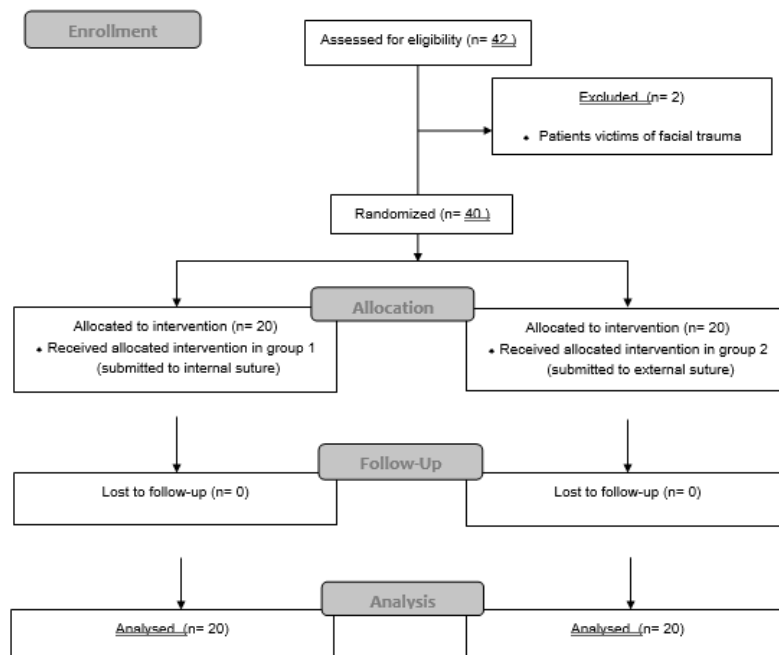 Enrollment
Assessed for eligibility (n= 42 )
Excluded (n= 2)
⬥ Patients victims of facial trauma
Randomized (n= 40 )
Allocation
Allocated to intervention (n= 20)
⬥ Received allocated intervention in group 1
(submitted to internal suture)
Allocated to intervention (n= 20)
⬥ Received allocated intervention in group 2
(submitted to external suture)
Follow-Up
Lost to follow-up (n= 0)
Lost to follow-up (n= 0)
Analysis
Analysed (n= 20)
Analysed (n= 20)